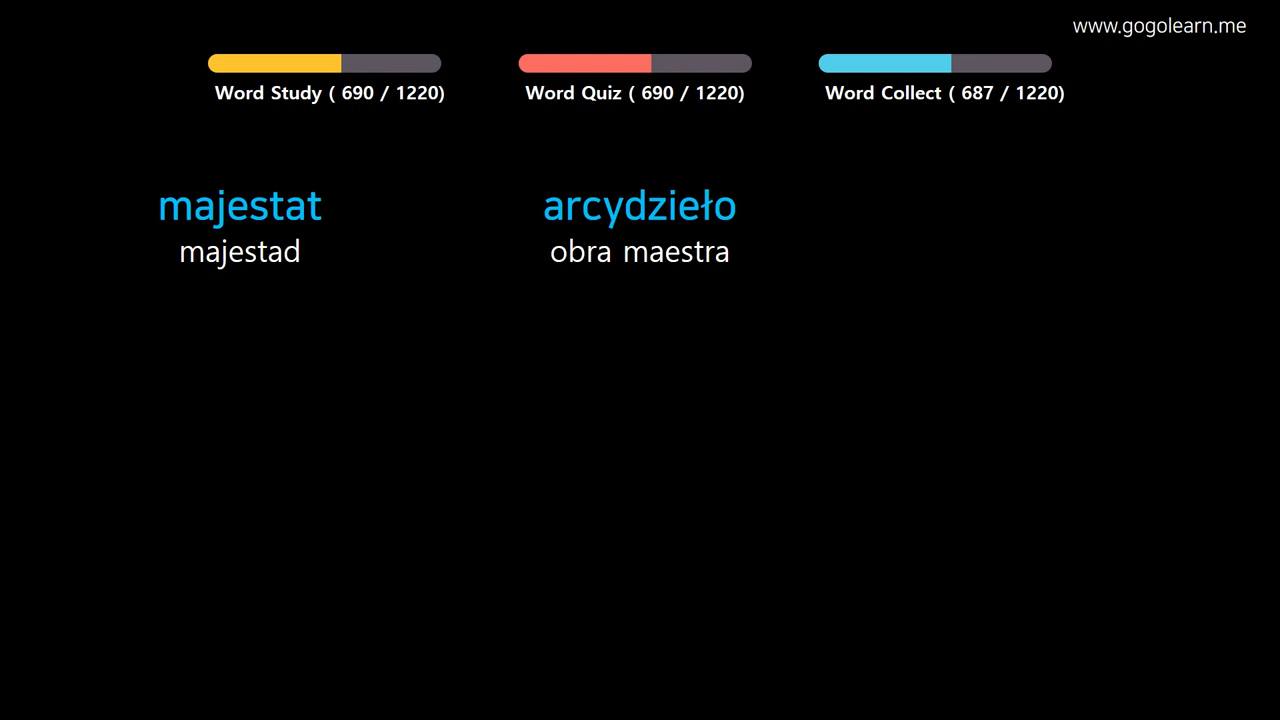 www.gogolearn.me
Word Study ( 690 / 1220)
Word Quiz ( 690 / 1220)
Word Collect ( 687 / 1220)
majestat
majestad
arcydzieło
obra maestra